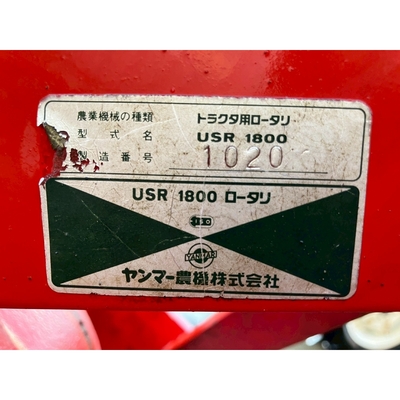 農業機械の種類 トラクタ用ロータリ
型式名 USR 1800
製造番号 1020
USR 1800 ロータリ
YANMAR
ヤンマー農機株式会社